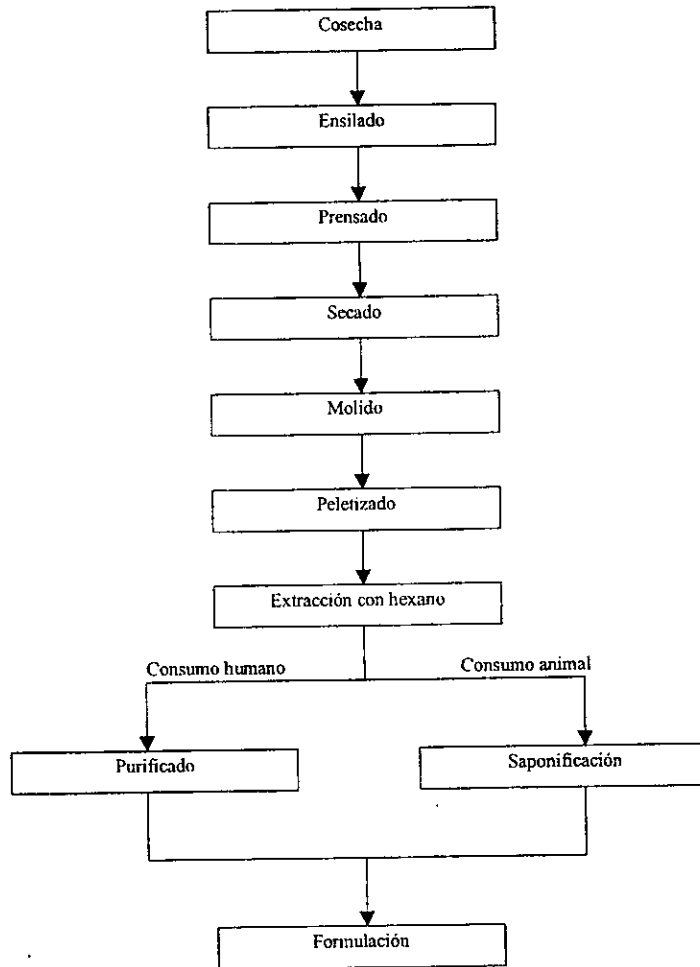 Cosecha
Ensilado
Prensado
Secado
Molido
Peletizado
Extracción con hexano
Consumo humano
Consumo animal
Purificado
Saponificación
Formulación